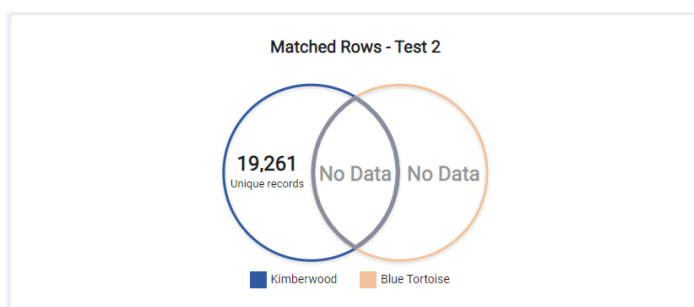 Matched Rows - Test 2
19,261
Unique records
No Data
No Data
Kimberwood
Blue Tortoise